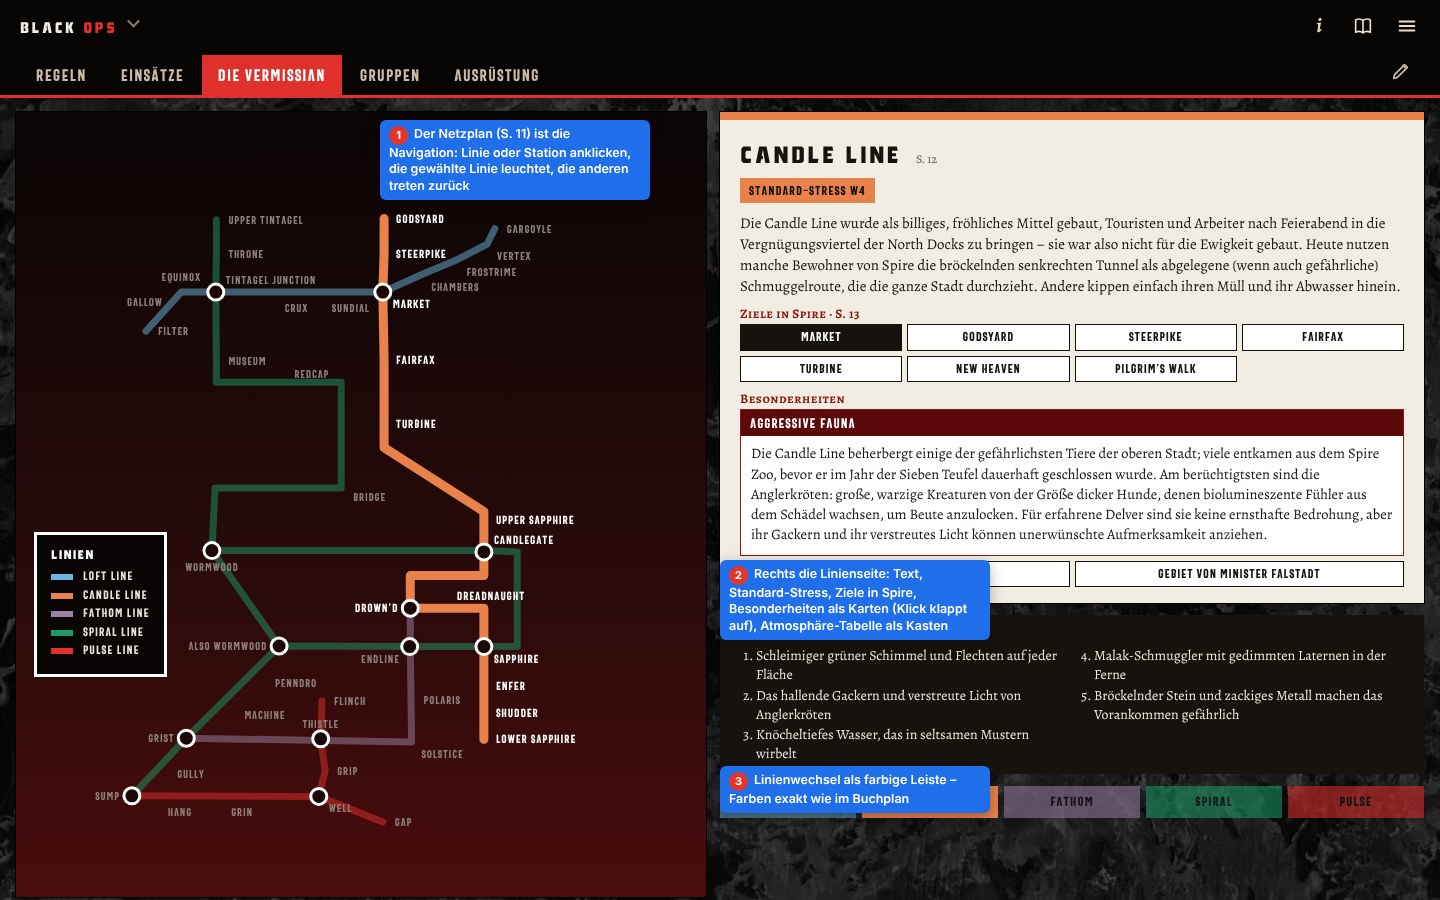 BLACK OPS
i
REGELN
EINSÄTZE
DIE VERMISSIAN
GRUPPEN
AUSRÜSTUNG
1 Der Netzplan (S. 11) ist die
Navigation: Linie oder Station anklicken,
die gewählte Linie leuchtet, die anderen
treten zurück
UPPER TINTAGEL
THRONE
EQUINOX
TINTAGEL JUNCTION
GALLOW
FILTER
CRUX
SUNDIAL
GODSYARD
STEERPIKE
MARKET
GARGOYLE
VERTEX
FROSTRIME
CHAMBERS
MUSEUM
REDCAP
FAIRFAX
TURBINE
BRIDGE
UPPER SAPPHIRE
CANDLEGATE
WORMWOOD
DREADNAUGHT
DROWN'D
ALSO WORMWOOD
ENDLINE
SAPPHIRE
PENNDRO
FLINCH
POLARIS
ENFER
MACHINE
THISTLE
SHUDDER
GRIST
LOWER SAPPHIRE
SOLSTICE
GULLY
GRIP
SUMP
HANG
GRIN
WELL
GAP
LINIEN
LOFT LINE
CANDLE LINE
FATHOM LINE
SPIRAL LINE
PULSE LINE
CANDLE LINE S. 12
STANDARD-STRESS W4
Die Candle Line wurde als billiges, fröhliches Mittel gebaut, Touristen und Arbeiter nach Feierabend in die
Vergnügungsviertel der North Docks zu bringen – sie war also nicht für die Ewigkeit gebaut. Heute nutzen
manche Bewohner von Spire die bröckelnden senkrechten Tunnel als abgelegene (wenn auch gefährliche)
Schmuggelroute, die die ganze Stadt durchzieht. Andere kippen einfach ihren Müll und ihr Abwasser hinein.
ZIELE IN SPIRE · S. 13
MARKET
GODSYARD
STEERPIKE
FAIRFAX
TURBINE
NEW HEAVEN
PILGRIM'S WALK
BESONDERHEITEN
AGGRESSIVE FAUNA
Die Candle Line beherbergt einige der gefährlichsten Tiere der oberen Stadt; viele entkamen aus dem Spire
Zoo, bevor er im Jahr der Sieben Teufel dauerhaft geschlossen wurde. Am berüchtigtsten sind die
Anglerkröten: große, warzige Kreaturen von der Größe dicker Hunde, denen biolumineszente Fühler aus
dem Schädel wachsen, um Beute anzulocken. Für erfahrene Delver sind sie keine ernsthafte Bedrohung, aber
ihr Gackern und ihr verstreutes Licht können unerwünschte Aufmerksamkeit anziehen.
GEBIET VON MINISTER FALSTADT
2 Rechts die Linienseite: Text,
Standard-Stress, Ziele in Spire,
Besonderheiten als Karten (Klick klappt
auf), Atmosphäre-Tabelle als Kasten
1. Schleimiger grüner Schimmel und Flechten auf jeder
Fläche
2. Das hallende Gackern und verstreute Licht von
Anglerkröten
3. Knöcheltiefes Wasser, das in seltsamen Mustern
wirbelt
4. Malak-Schmuggler mit gedimmten Laternen in der
Ferne
5. Bröckelnder Stein und zackiges Metall machen das
Vorankommen gefährlich
3 Linienwechsel als farbige Leiste –
Farben exakt wie im Buchplan
FATHOM
SPIRAL
PULSE